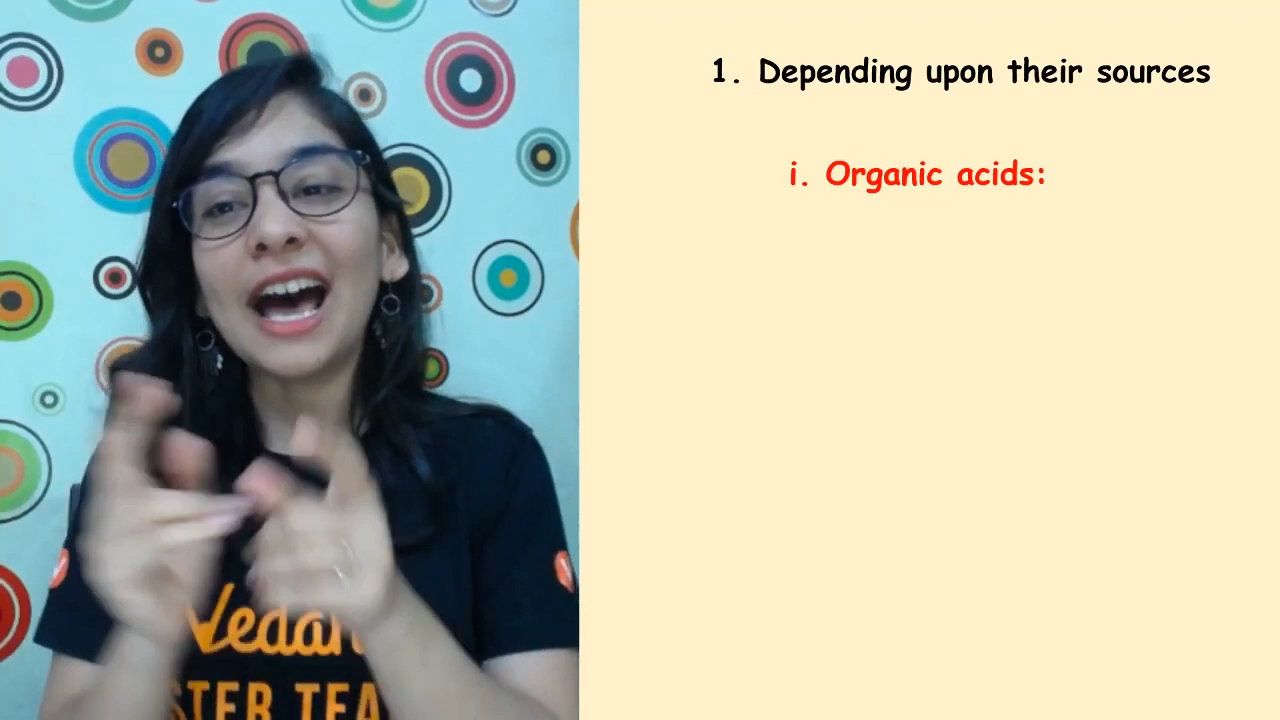 1. Depending upon their sources
i. Organic acids: